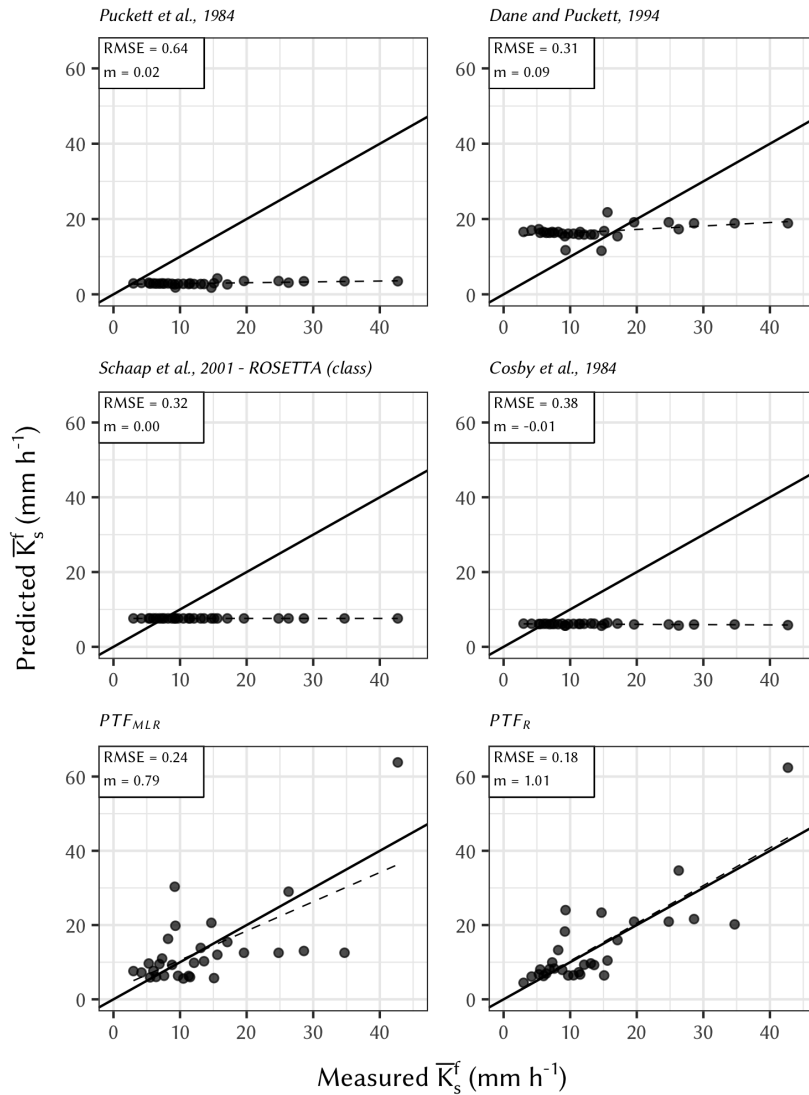 Puckett et al., 1984
Dane and Puckett, 1994
RMSE = 0.64
m = 0.02
RMSE = 0.31
m = 0.09
60
40
20
0
60
40
20
0
0 10 20 30 40
0 10 20 30 40
Schaap et al., 2001 - ROSETTA (class)
Cosby et al., 1984
RMSE = 0.32
m = 0.00
RMSE = 0.38
m = -0.01
60
40
20
0
60
40
20
0
0 10 20 30 40
0 10 20 30 40
Predicted K̅ₛᶠ (mm h⁻¹)
PTF_MLR
PTF_R
RMSE = 0.24
m = 0.79
RMSE = 0.18
m = 1.01
60
40
20
0
60
40
20
0
0 10 20 30 40
0 10 20 30 40
Measured K̅ₛᶠ (mm h⁻¹)